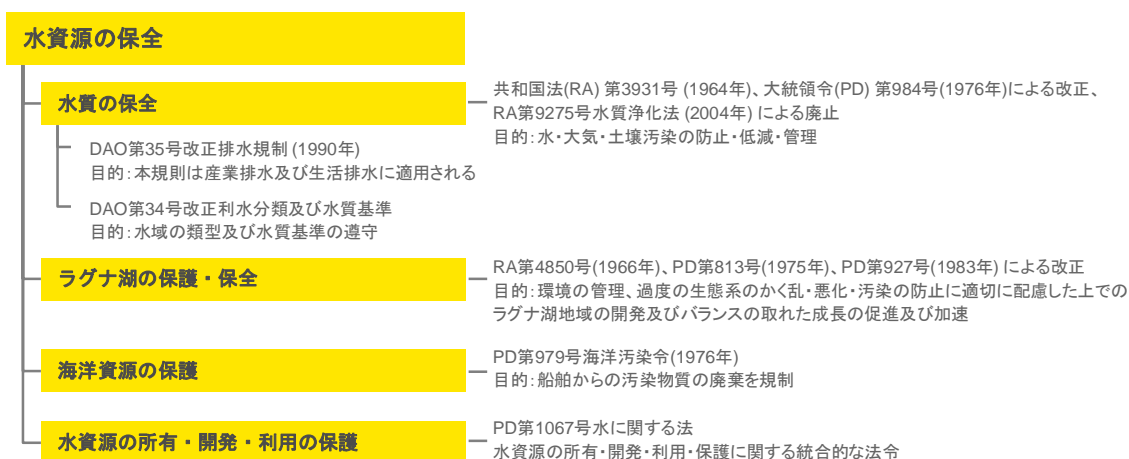 水資源の保全
水質の保全
共和国法(RA) 第3931号 (1964年)、大統領令(PD) 第984号(1976年)による改正、
RA第9275号水質浄化法 (2004年) による廃止
目的：水・大気・土壌汚染の防止・低減・管理
DAO第35号改正排水規制 (1990年)
目的：本規則は産業排水及び生活排水に適用される
DAO第34号改正利水分類及び水質基準
目的：水域の類型及び水質基準の遵守
ラグナ湖の保護・保全
RA第4850号(1966年)、PD第813号(1975年)、PD第927号(1983年) による改正
目的：環境の管理、過度の生態系のかく乱・悪化・汚染の防止に適切に配慮した上での
ラグナ湖地域の開発及びバランスの取れた成長の促進及び加速
海洋資源の保護
PD第979号海洋汚染令(1976年)
目的：船舶からの汚染物質の廃棄を規制
水資源の所有・開発・利用の保護
PD第1067号水に関する法
水資源の所有・開発・利用・保護に関する統合的な法令